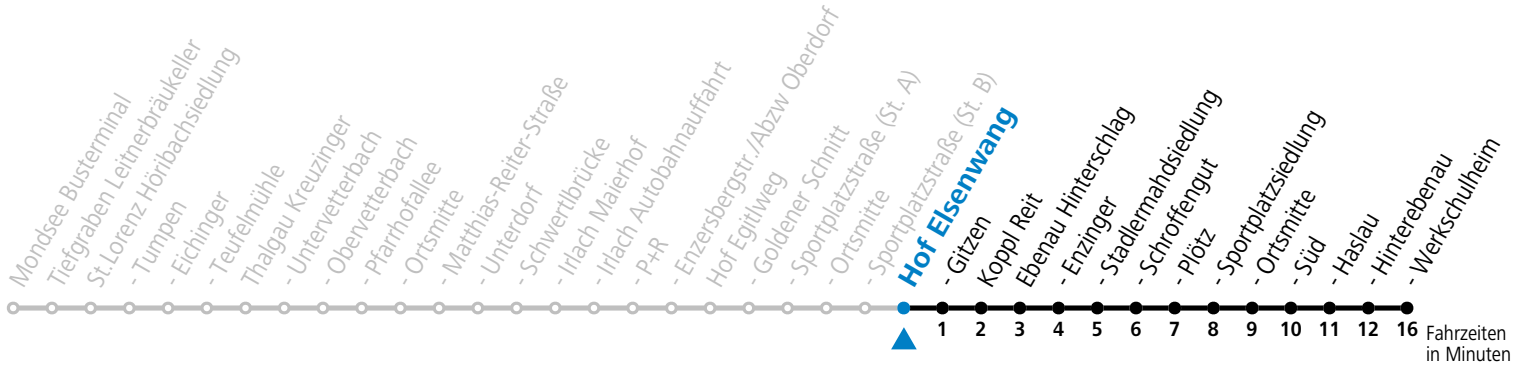 Mondsee Busterminal
Tiefgraben Leitnerbräukeller
St.Lorenz Höribachsiedlung
- Tumpen
- Eichinger
- Teufelmühle
Thalgau Kreuzinger
- Untervetterbach
- Obervetterbach
- Pfarrhofallee
- Ortsmitte
- Matthias-Reiter-Straße
- Unterdorf
- Schwertlbrücke
- Irlach Maierhof
- Irlach Autobahnauffahrt
- P+R
- Enzersbergstr./Abzw Oberdorf
Hof Egitlweg
- Goldener Schnitt
- Sportplatzstraße (St. A)
- Ortsmitte
- Sportplatzstraße (St. B)
Hof Elsenwang
- Gitzen
Koppl Reit
Ebenau Hinterschlag
- Enzinger
- Stadlermahdsiedlung
- Schroffengut
- Plötz
- Sportplatzsiedlung
- Ortsmitte
- Süd
- Haslau
- Hinterebenau
- Werkschulheim
1 2 3 4 5 6 7 8 9 10 11 12 16 Fahrzeiten
in Minuten